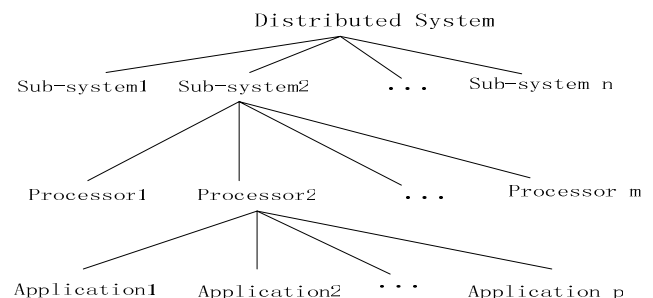 Distributed System
Sub-system1 Sub-system2 ... Sub-system n
Processor1 Processor2 ... Processor m
Application1 Application2 ... Application p